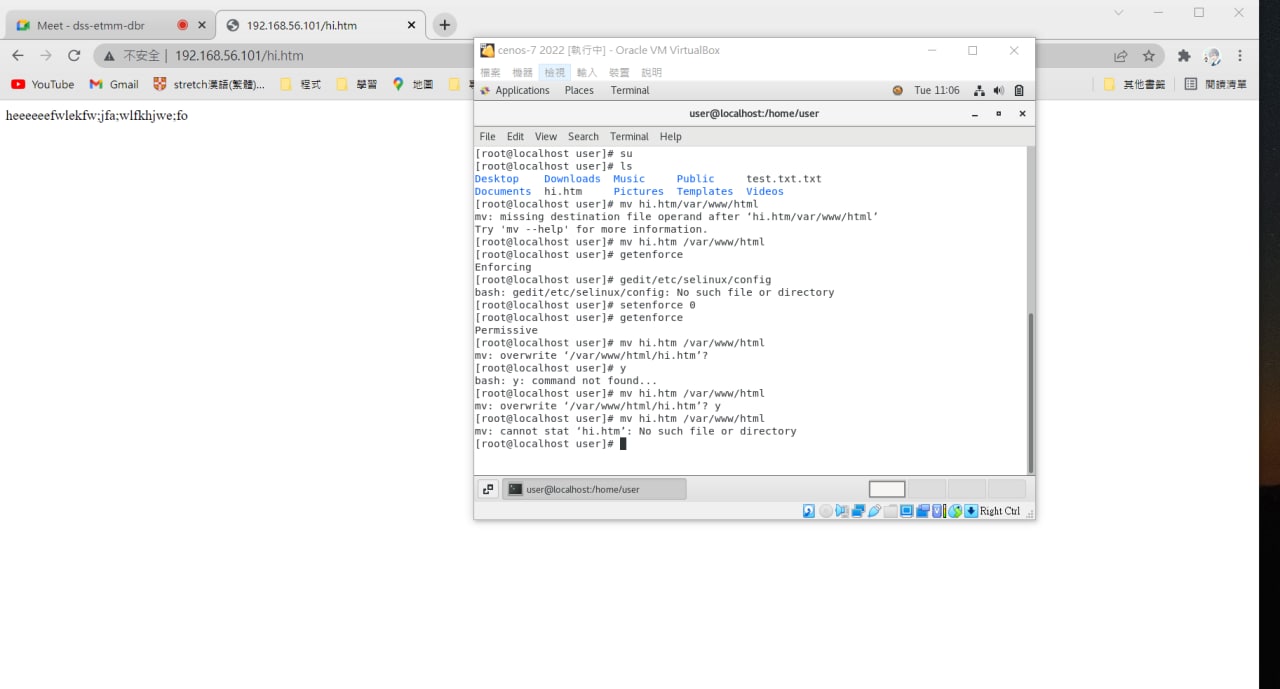 Meet - dss-etmm-dbr
192.168.56.101/hi.htm
不安全 | 192.168.56.101/hi.htm
YouTube
Gmail
stretch漢語(繁體)...
程式
學習
地圖
其他書籤
閱讀清單
heeeeeefwlekfw;jfa;wlfkhjwe;fo
cenos-7 2022 [執行中] - Oracle VM VirtualBox
檔案 機器 檢視 輸入 裝置 說明
Applications Places Terminal
Tue 11:06
user@localhost:/home/user
File Edit View Search Terminal Help
[root@localhost user]# su
[root@localhost user]# ls
Desktop Downloads Music Public test.txt.txt
Documents hi.htm Pictures Templates Videos
[root@localhost user]# mv hi.htm/var/www/html
mv: missing destination file operand after ‘hi.htm/var/www/html’
Try 'mv --help' for more information.
[root@localhost user]# mv hi.htm /var/www/html
[root@localhost user]# getenforce
Enforcing
[root@localhost user]# gedit/etc/selinux/config
bash: gedit/etc/selinux/config: No such file or directory
[root@localhost user]# setenforce 0
[root@localhost user]# getenforce
Permissive
[root@localhost user]# mv hi.htm /var/www/html
mv: overwrite ‘/var/www/html/hi.htm’?
[root@localhost user]# y
bash: y: command not found...
[root@localhost user]# mv hi.htm /var/www/html
mv: overwrite ‘/var/www/html/hi.htm’? y
[root@localhost user]# mv hi.htm /var/www/html
mv: cannot stat ‘hi.htm’: No such file or directory
[root@localhost user]#
user@localhost:/home/user
Right Ctrl